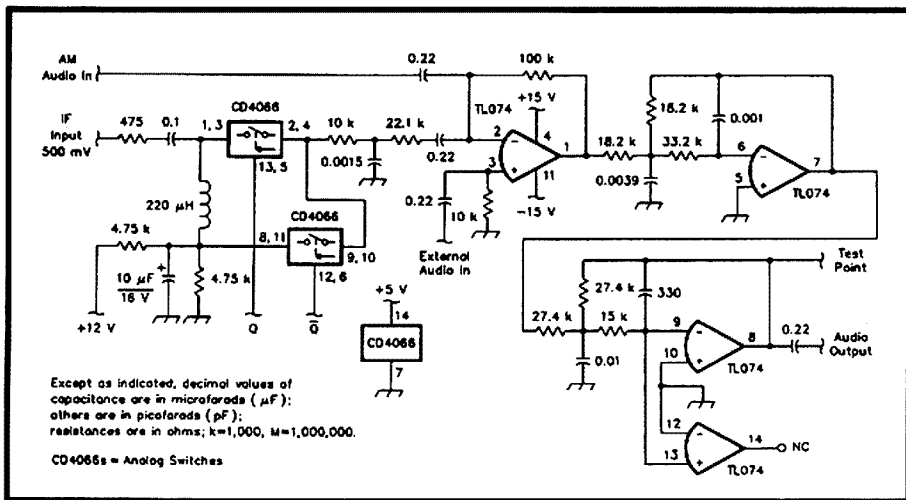 AM
Audio In
0.22
100 k
TL074
+15 V
2
4
3
1
11
-15 V
IF
Input
500 mV
475
0.1
CD4066
1, 3
2, 4
13, 5
10 k
22.1 k
0.0015
0.22
0.22
10 k
External
Audio In
18.2 k
18.2 k
33.2 k
0.001
0.0039
6
5
7
TL074
220 μH
CD4066
8, 11
9, 10
12, 6
4.75 k
4.75 k
+
10 μF
16 V
+12 V
Q
Q̅
+5 V
14
CD4066
7
27.4 k
27.4 k
15 k
330
0.01
9
10
8
TL074
0.22
Test
Point
Audio
Output
12
13
14
NC
TL074
Except as indicated, decimal values of
capacitance are in microfarads ( μF);
others are in picofarads ( pF);
resistances are in ohms; k=1,000, M=1,000,000.
CD4066s = Analog Switches